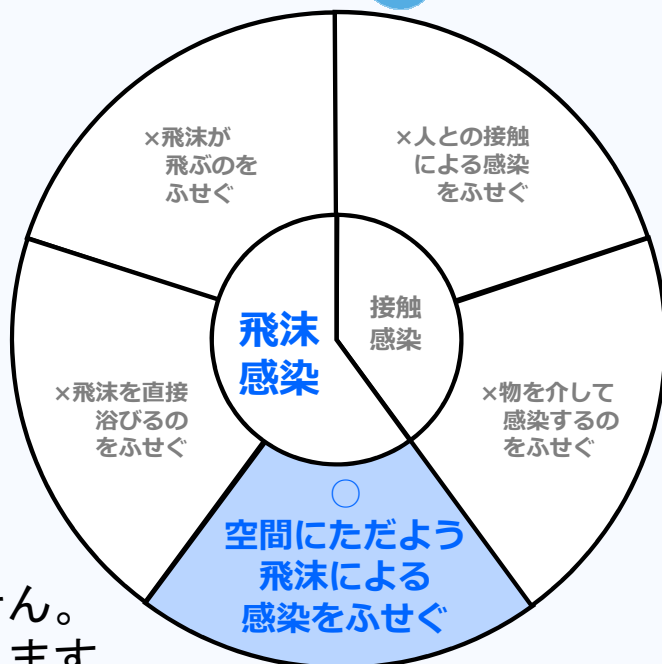 ×飛沫が
飛ぶのを
ふせぐ
×人との接触
による感染
をふせぐ
飛沫
感染
接触
感染
×飛沫を直接
浴びるの
をふせぐ
×物を介して
感染するの
をふせぐ
○
空間にただよう
飛沫による
感染をふせぐ
せん。
ます